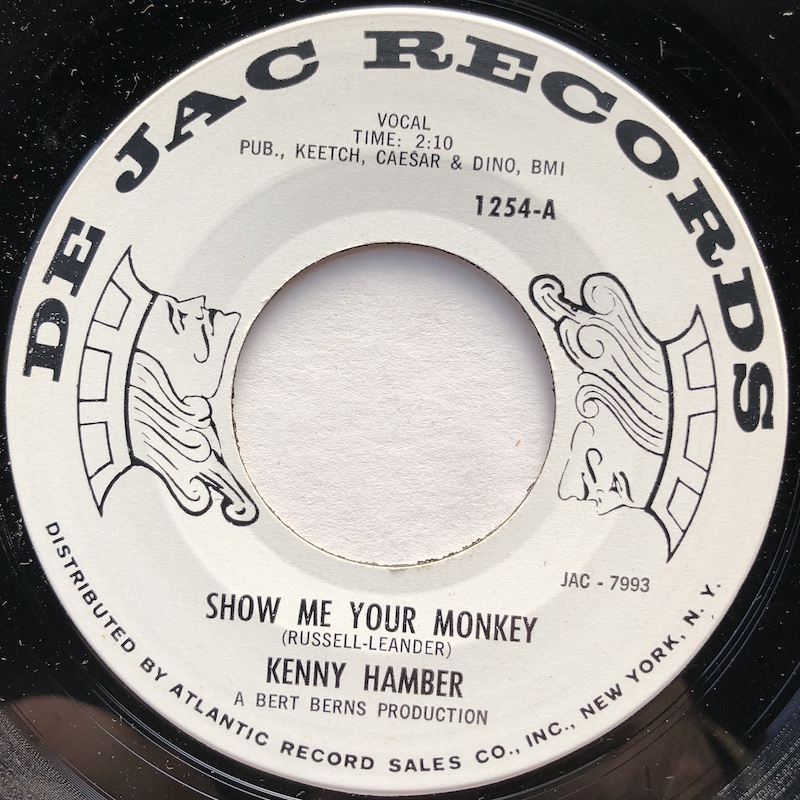 DE JAC RECORDS
VOCAL
TIME: 2:10
PUB., KEETCH, CAESAR & DINO, BMI
1254-A
JAC - 7993
SHOW ME YOUR MONKEY
(RUSSELL-LEANDER)
KENNY HAMBER
A BERT BERNS PRODUCTION
DISTRIBUTED BY ATLANTIC RECORD SALES CO., INC., NEW YORK, N. Y.